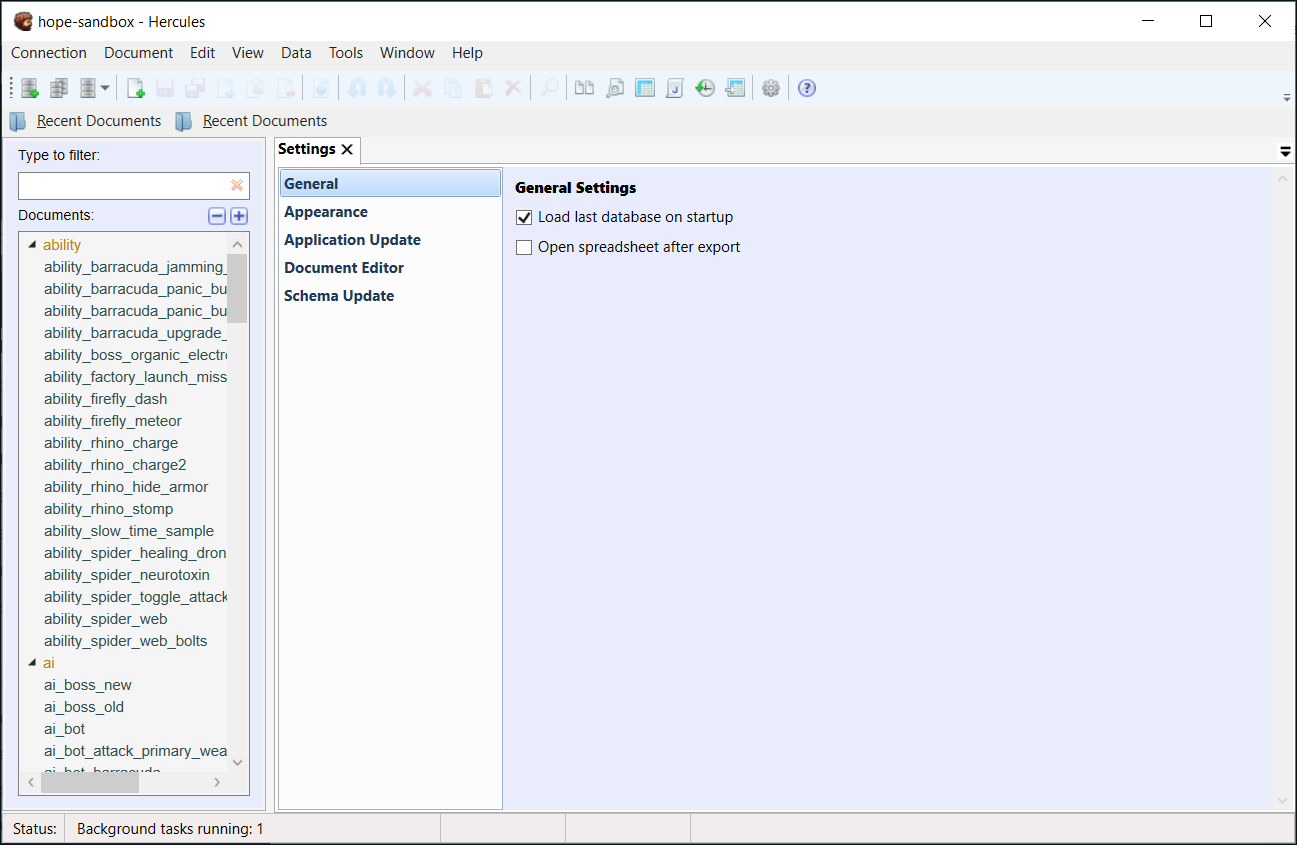 hope-sandbox - Hercules
Connection Document Edit View Data Tools Window Help
Recent Documents Recent Documents
Type to filter:
Documents:
ability
ability_barracuda_jamming_
ability_barracuda_panic_bu
ability_barracuda_panic_bu
ability_barracuda_upgrade_
ability_boss_organic_electr
ability_factory_launch_miss
ability_firefly_dash
ability_firefly_meteor
ability_rhino_charge
ability_rhino_charge2
ability_rhino_hide_armor
ability_rhino_stomp
ability_slow_time_sample
ability_spider_healing_dron
ability_spider_neurotoxin
ability_spider_toggle_attack
ability_spider_web
ability_spider_web_bolts
ai
ai_boss_new
ai_boss_old
ai_bot
ai_bot_attack_primary_wea
ai_bot_barracuda
Settings
General
Appearance
Application Update
Document Editor
Schema Update
General Settings
Load last database on startup
Open spreadsheet after export
Status: Background tasks running: 1